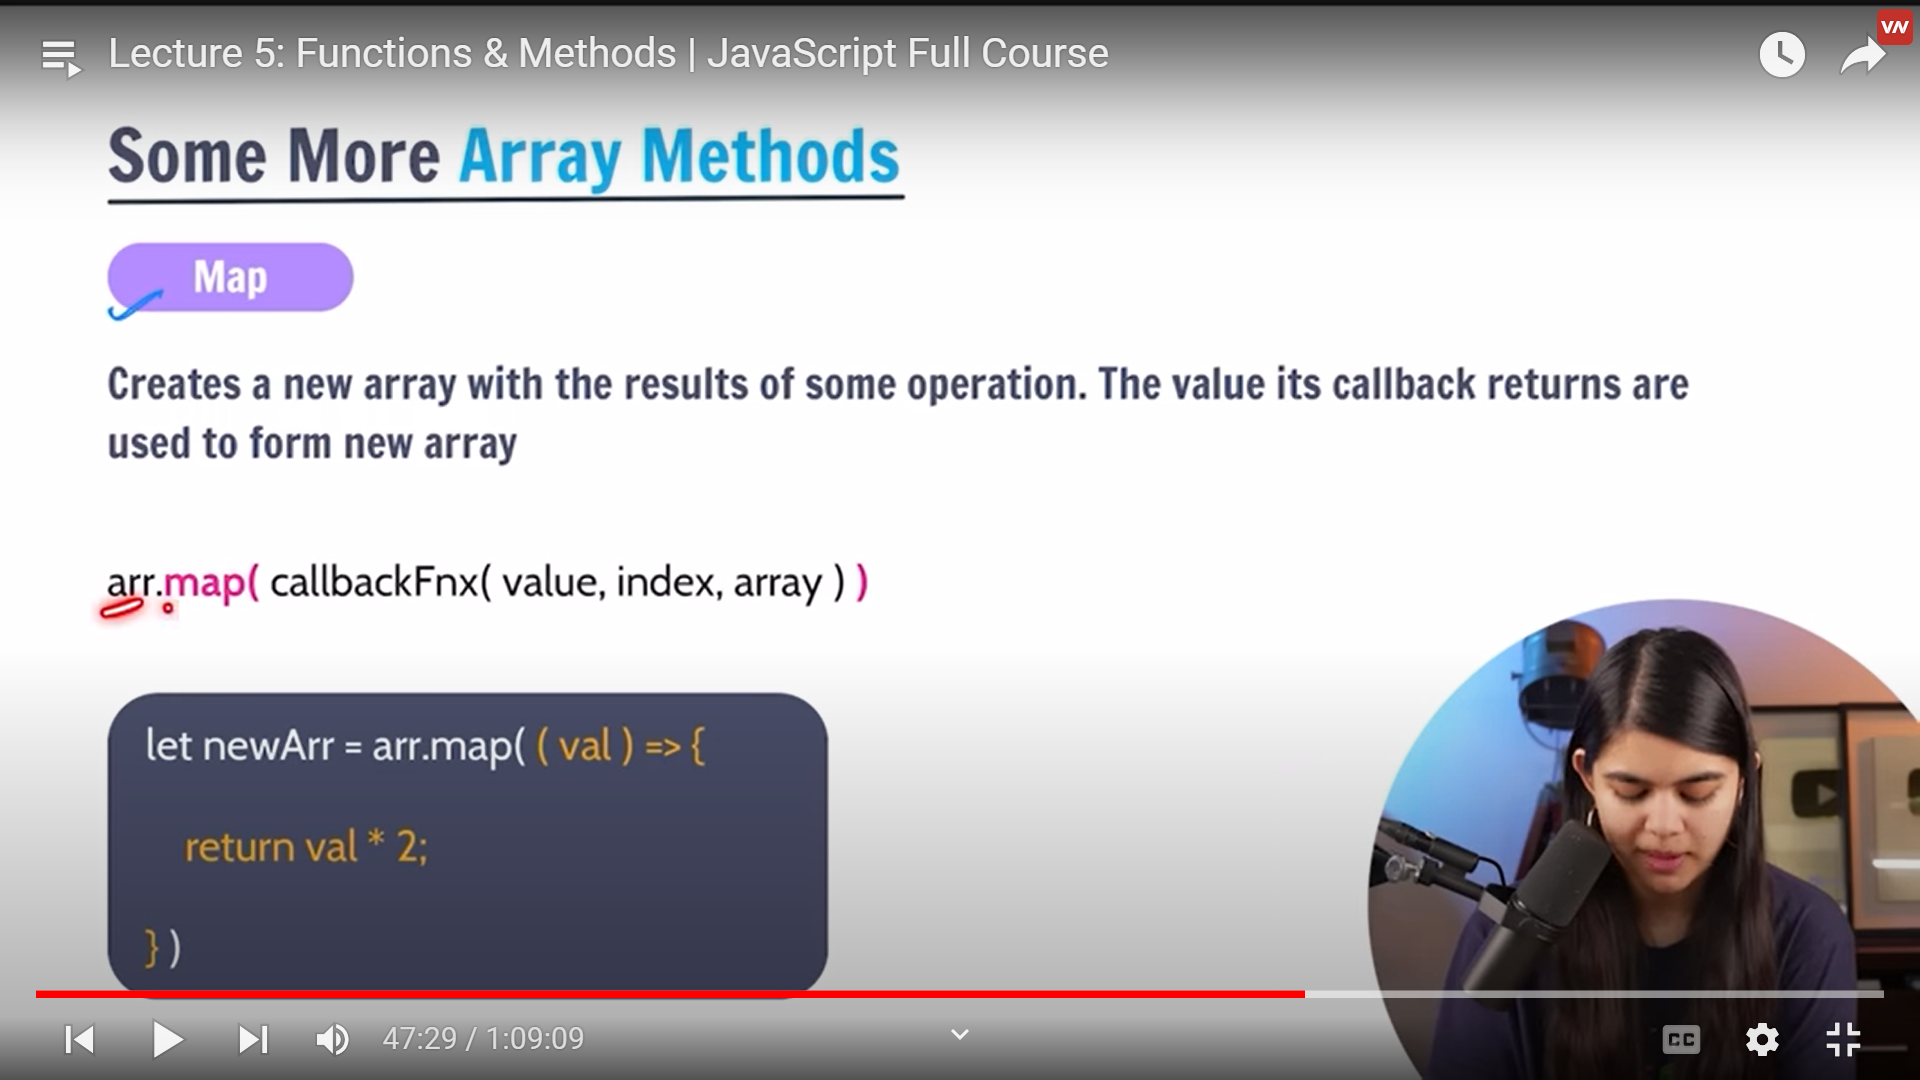 Lecture 5: Functions & Methods | JavaScript Full Course
VN
Some More Array Methods
Map
Creates a new array with the results of some operation. The value its callback returns are
used to form new array
arr.map( callbackFnx( value, index, array ) )
let newArr = arr.map( ( val ) => {
return val * 2;
} )
47:29 / 1:09:09
CC